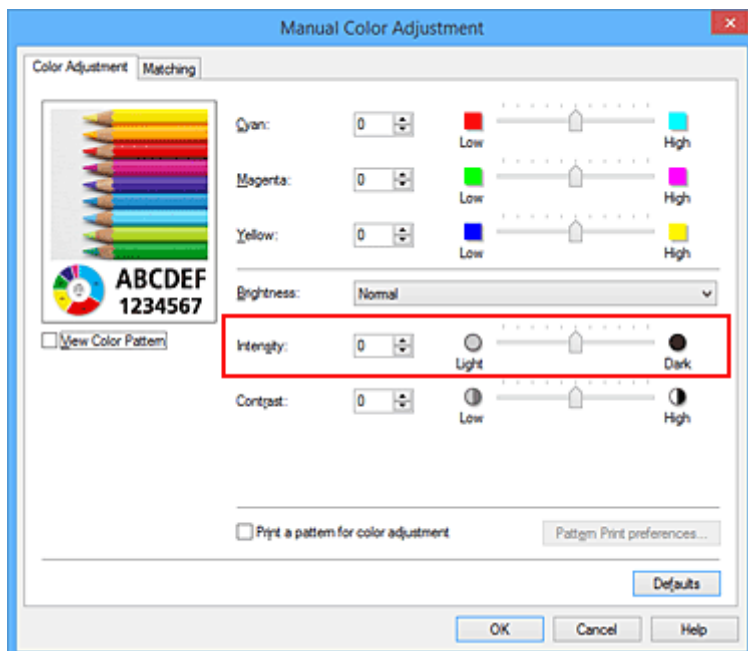 Manual Color Adjustment
x
Color Adjustment
Matching
Cyan: 0 Low High
Magenta: 0 Low High
Yellow: 0 Low High
ABCDEF
1234567
Brightness: Normal
View Color Pattern
Intensity: 0 Light Dark
Contrast: 0 Low High
Print a pattern for color adjustment
Pattern Print preferences...
Defaults
OK
Cancel
Help